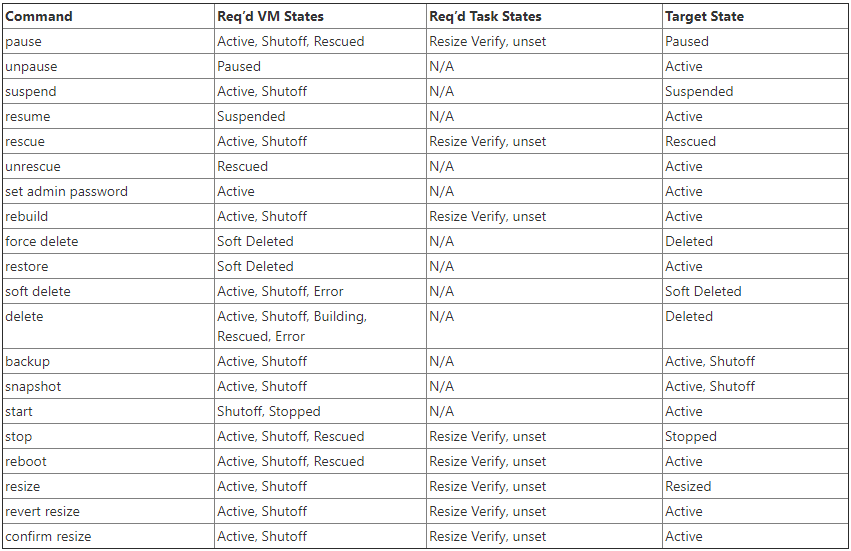 Command Req’d VM States Req’d Task States Target State
pause Active, Shutoff, Rescued Resize Verify, unset Paused
unpause Paused N/A Active
suspend Active, Shutoff N/A Suspended
resume Suspended N/A Active
rescue Active, Shutoff Resize Verify, unset Rescued
unrescue Rescued N/A Active
set admin password Active N/A Active
rebuild Active, Shutoff Resize Verify, unset Active
force delete Soft Deleted N/A Deleted
restore Soft Deleted N/A Active
soft delete Active, Shutoff, Error N/A Soft Deleted
delete Active, Shutoff, Building, N/A Deleted
Rescued, Error
backup Active, Shutoff N/A Active, Shutoff
snapshot Active, Shutoff N/A Active, Shutoff
start Shutoff, Stopped N/A Active
stop Active, Shutoff, Rescued Resize Verify, unset Stopped
reboot Active, Shutoff, Rescued Resize Verify, unset Active
resize Active, Shutoff Resize Verify, unset Resized
revert resize Active, Shutoff Resize Verify, unset Active
confirm resize Active, Shutoff Resize Verify, unset Active